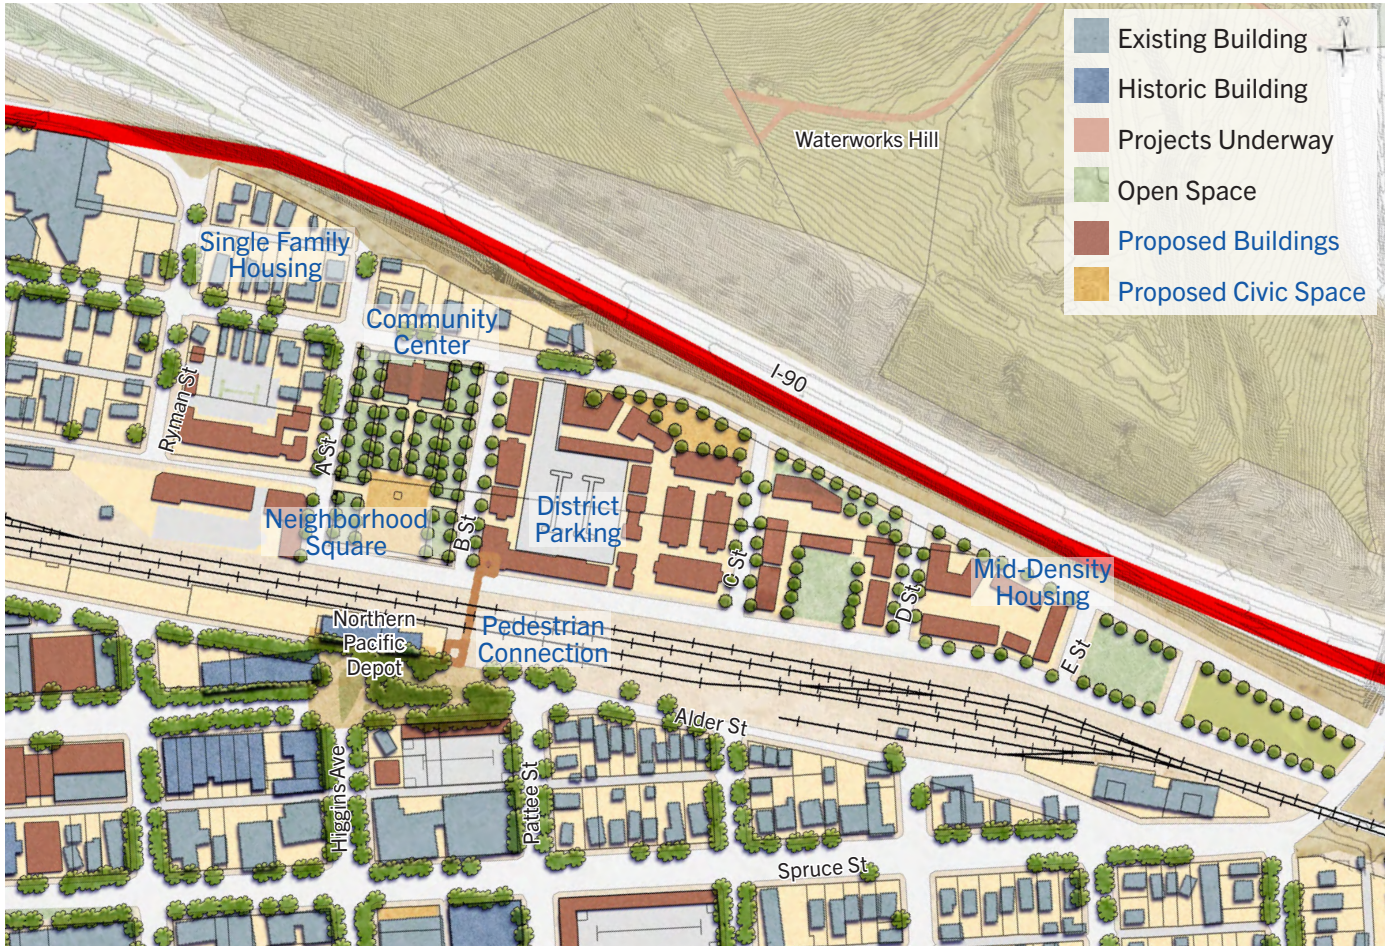 N
Existing Building
Historic Building
Projects Underway
Open Space
Proposed Buildings
Proposed Civic Space
Waterworks Hill
Single Family
Housing
Community
Center
I-90
Ryman St
A St
B St
C St
D St
E St
District
Parking
Neighborhood
Square
Mid-Density
Housing
Northern
Pacific
Depot
Pedestrian
Connection
Alder St
Higgins Ave
Pattee St
Spruce St